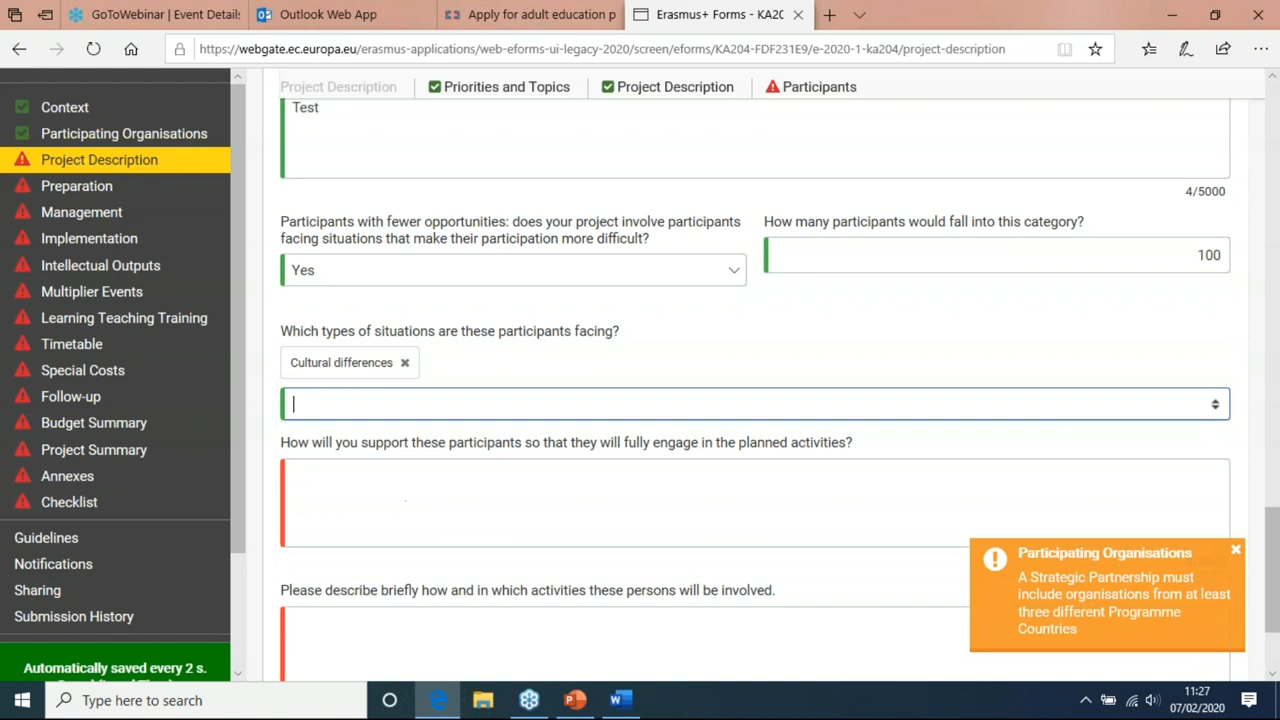 GoToWebinar | Event Details
Outlook Web App
Apply for adult education p
Erasmus+ Forms - KA20
https://webgate.ec.europa.eu/erasmus-applications/web-eforms-ui-legacy-2020/screen/eforms/KA204-FDF231E9/e-2020-1-ka204/project-description
Context
Participating Organisations
Project Description
Preparation
Management
Implementation
Intellectual Outputs
Multiplier Events
Learning Teaching Training
Timetable
Special Costs
Follow-up
Budget Summary
Project Summary
Annexes
Checklist
Guidelines
Notifications
Sharing
Submission History
Automatically saved every 2 s.
Project Description
Priorities and Topics
Project Description
Participants
Test
4/5000
Participants with fewer opportunities: does your project involve participants
facing situations that make their participation more difficult?
Yes
How many participants would fall into this category?
100
Which types of situations are these participants facing?
Cultural differences
How will you support these participants so that they will fully engage in the planned activities?
Please describe briefly how and in which activities these persons will be involved.
Participating Organisations
A Strategic Partnership must
include organisations from at least
three different Programme
Countries
Type here to search
11:27
07/02/2020